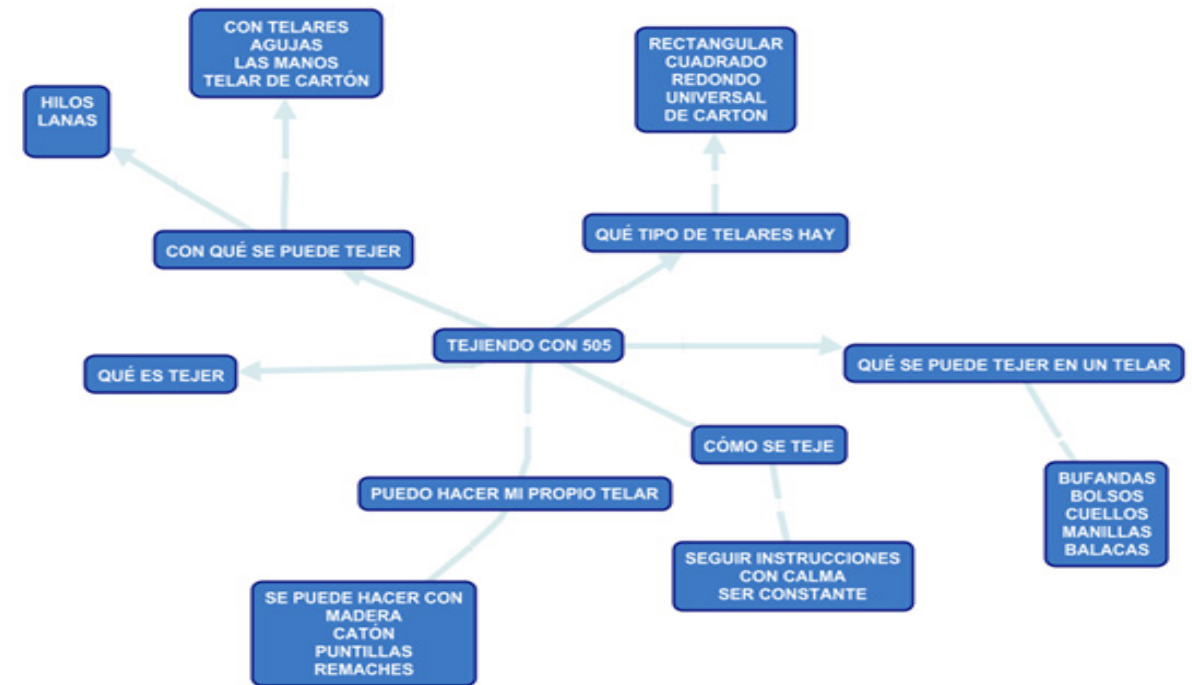 CON TELARES
AGUJAS
LAS MANOS
TELAR DE CARTÓN
RECTANGULAR
CUADRADO
REDONDO
UNIVERSAL
DE CARTON
HILOS
LANAS
CON QUÉ SE PUEDE TEJER
QUÉ TIPO DE TELARES HAY
TEJIENDO CON 505
QUÉ ES TEJER
QUÉ SE PUEDE TEJER EN UN TELAR
CÓMO SE TEJE
PUEDO HACER MI PROPIO TELAR
BUFANDAS
BOLSOS
CUELLOS
MANILLAS
BALACAS
SEGUIR INSTRUCCIONES
CON CALMA
SER CONSTANTE
SE PUEDE HACER CON
MADERA
CATÓN
PUNTILLAS
REMACHES